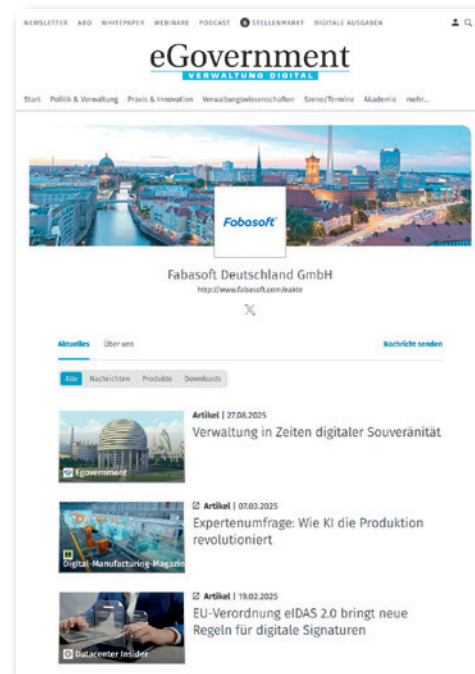 NEWSLETTER ABO WHITEPAPER WEBINARE PODCAST STELLENMARKT DIGITALE AUSGABEN
eGovernment
VERWALTUNG DIGITAL
Start Politik & Verwaltung Praxis & Innovation Verwaltungswissenschaften Szene/Termine Akademie mehr...
Fabasoft
Fabasoft Deutschland GmbH
http://www.fabasoft.com/eakte
Aktuelles Über uns Nachricht senden
Alle Nachrichten Produkte Downloads
Artikel | 27.08.2025
Verwaltung in Zeiten digitaler Souveränität
Egovernment
Artikel | 07.03.2025
Expertenumfrage: Wie KI die Produktion
revolutioniert
Digital-Manufacturing-Magazin
Artikel | 19.02.2025
EU-Verordnung eIDAS 2.0 bringt neue
Regeln für digitale Signaturen
Datacenter Insider